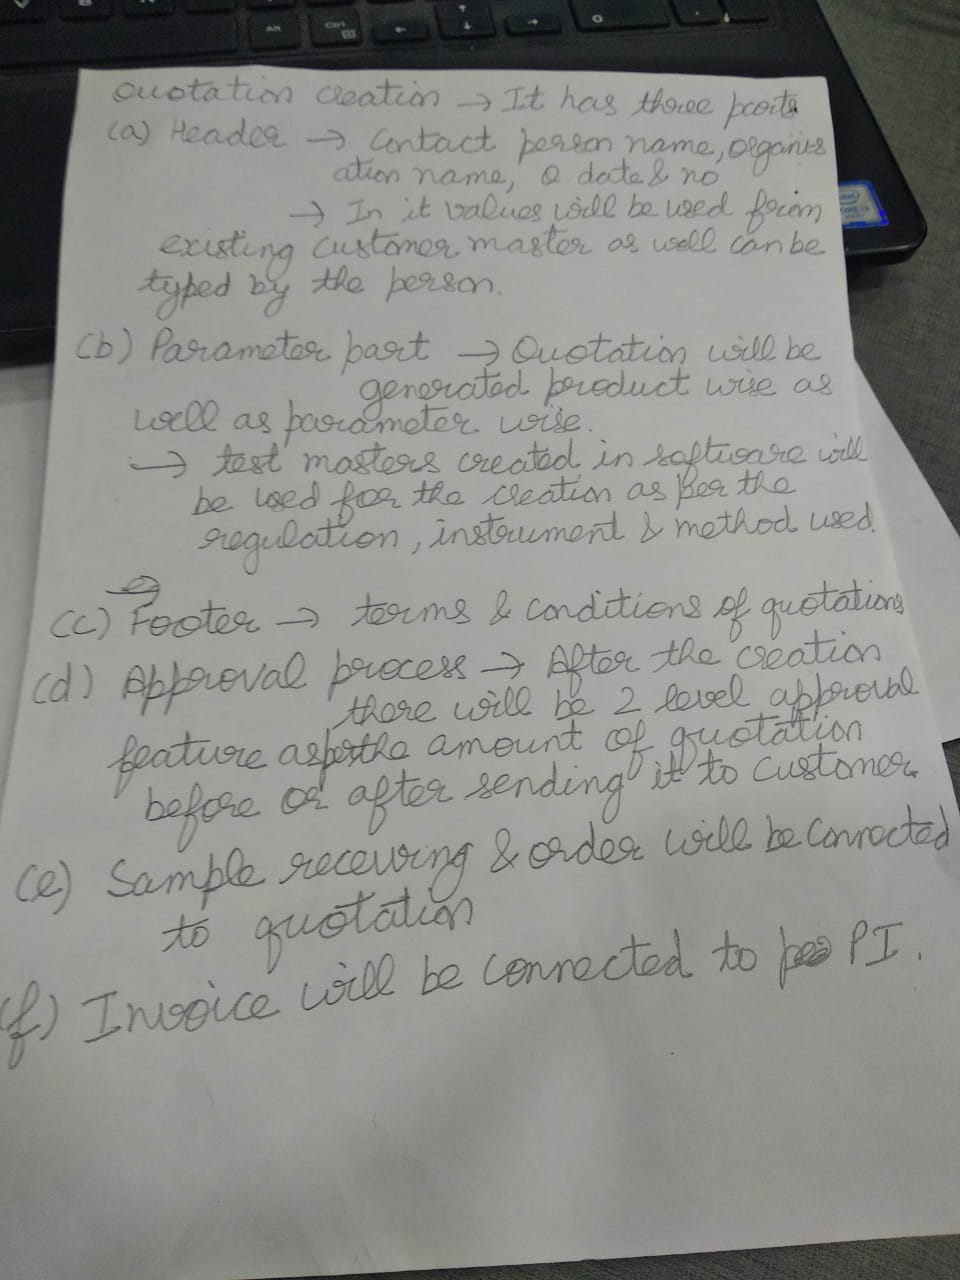 Quotation creation → It has three parts
(a) Header → Contact person name, organis
ation name, Q. date & no
→ In it values will be used from
existing customer master as well can be
typed by the person.
(b) Parameter part → Quotation will be
generated product wise as
well as parameter wise.
→ test masters created in software will
be used for the creation as per the
regulation, instrument & method used.
(c) Footer → terms & conditions of quotations
(d) Approval process → After the creation
there will be 2 level approval
feature as per the amount of quotation
before or after sending it to customer.
(e) Sample receiving & order will be connected
to quotation
(f) Invoice will be connected to PI.
Alt
Ctrl
intel